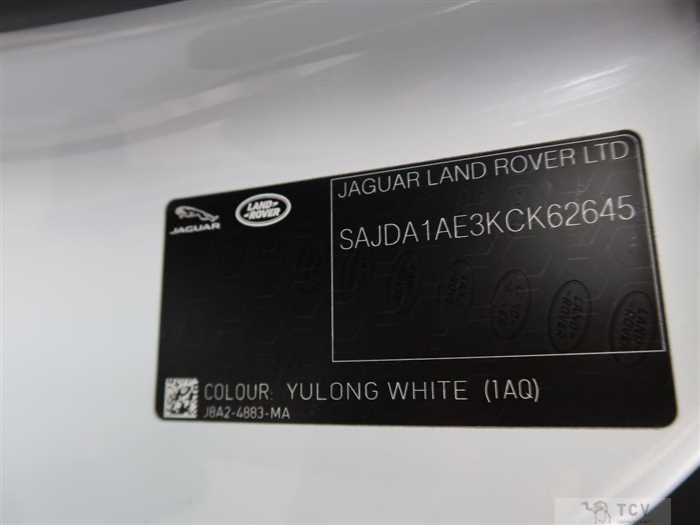 JAGUAR LAND ROVER LTD
JAGUAR
LAND
ROVER
SAJDA1AE3KCK62645
COLOUR: YULONG WHITE (1AQ)
J8A2-4883-MA
TCV